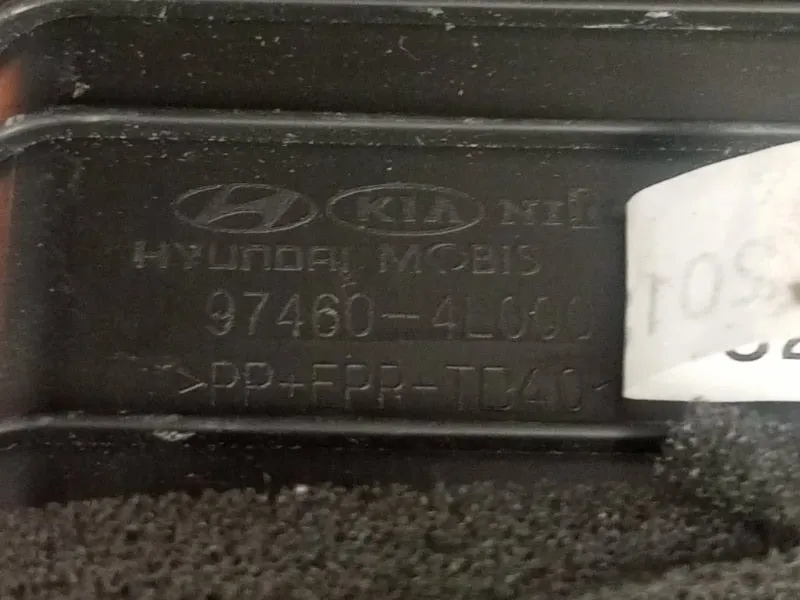 KIA
HYUNDAI MOBIS
97460-4L000
>PP+EPR-TD40